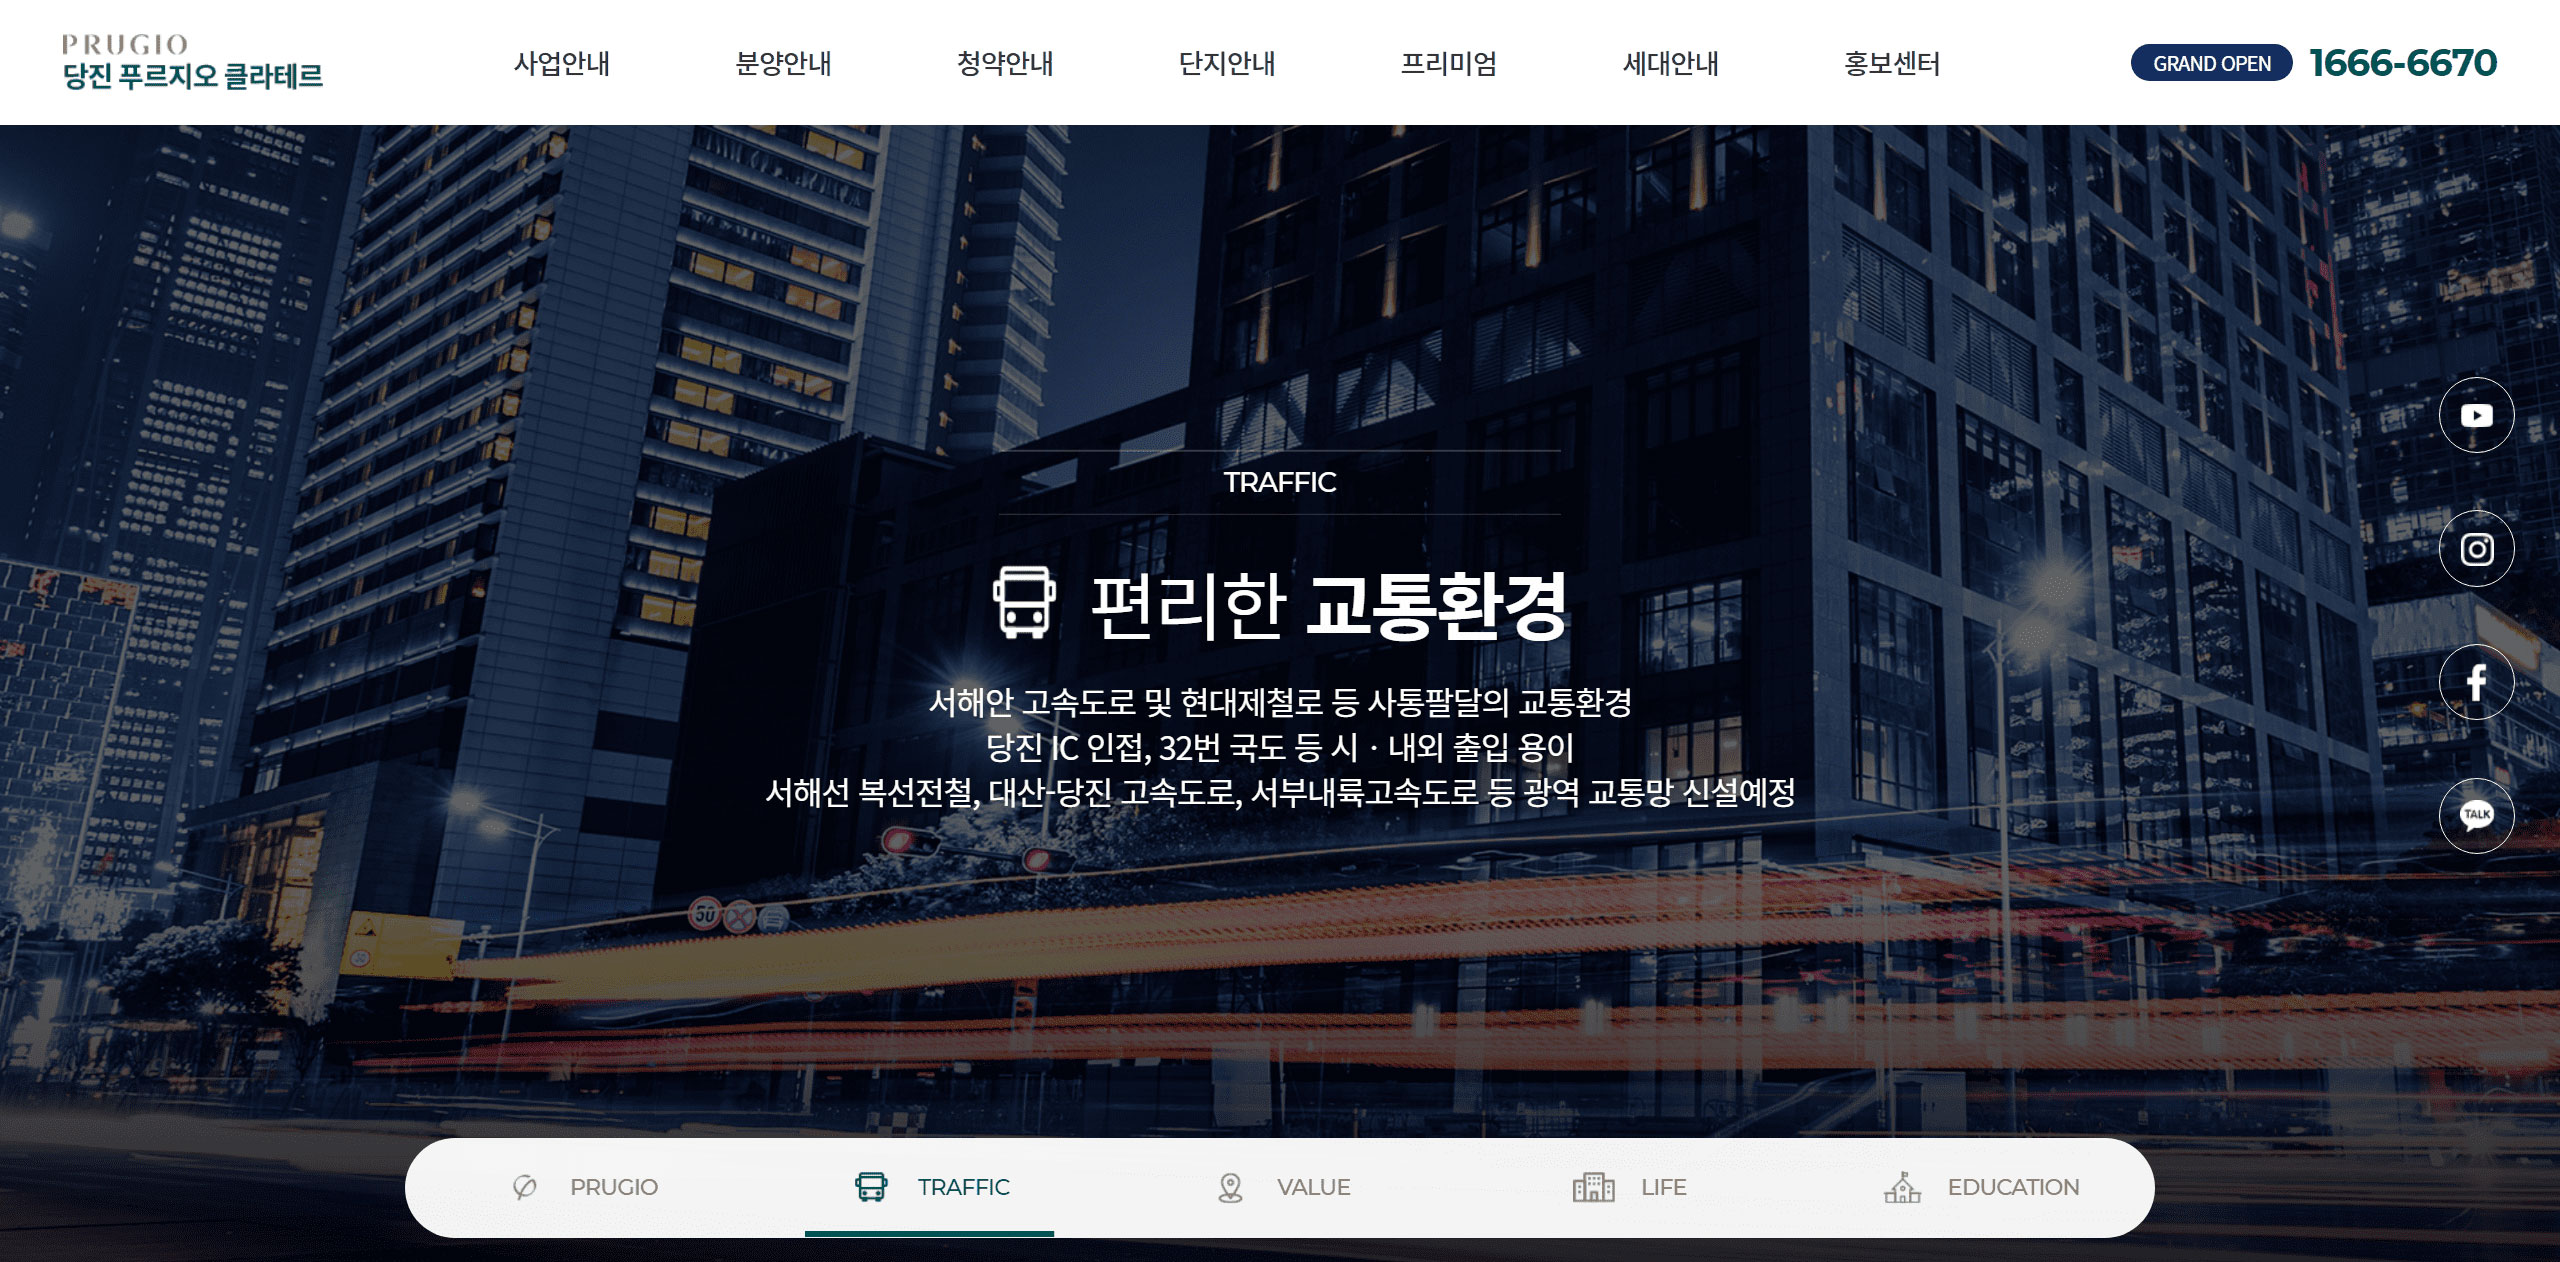 PRUGIO
당진 푸르지오 클라테르
사업안내
분양안내
청약안내
단지안내
프리미엄
세대안내
홍보센터
GRAND OPEN
1666-6670
TRAFFIC
편리한 교통환경
서해안 고속도로 및 현대제철로 등 사통팔달의 교통환경
당진 IC 인접, 32번 국도 등 시 · 내외 출입 용이
서해선 복선전철, 대산-당진 고속도로, 서부내륙고속도로 등 광역 교통망 신설예정
TALK
50
PRUGIO
TRAFFIC
VALUE
LIFE
EDUCATION